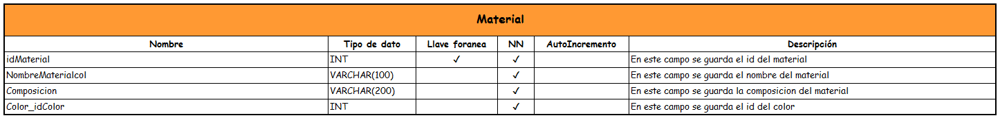 Material
Nombre Tipo de dato Llave foranea NN AutoIncremento Descripción
idMaterial INT ✓ ✓ En este campo se guarda el id del material
NombreMaterialcol VARCHAR(100) ✓ En este campo se guarda el nombre del material
Composicion VARCHAR(200) ✓ En este campo se guarda la composicion del material
Color_idColor INT ✓ En este campo se guarda el id del color